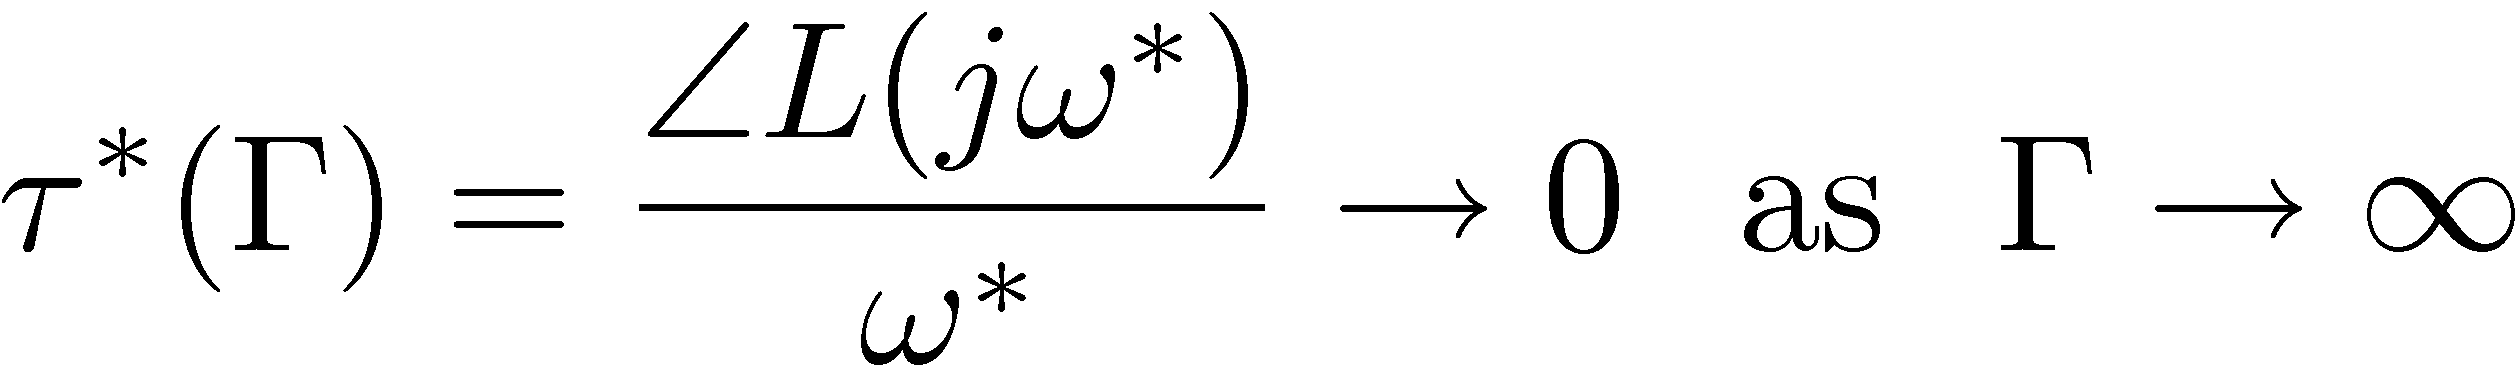 τ*(Γ) = ∠L(jω*) / ω* → 0 as Γ → ∞